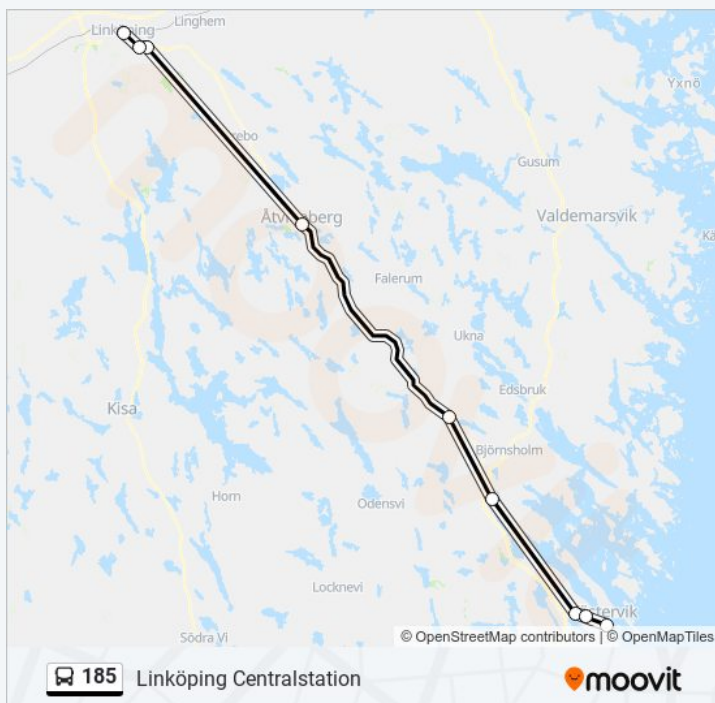 Linköping
Linghem
Yxnö
Gusum
Valdemarsvik
Falerum
Ukna
Edsbruk
Kisa
Björnsholm
Horn
Odensvi
Locknevi
Södra Vi
© OpenStreetMap contributors | © OpenMapTiles
185 Linköping Centralstation
moovit